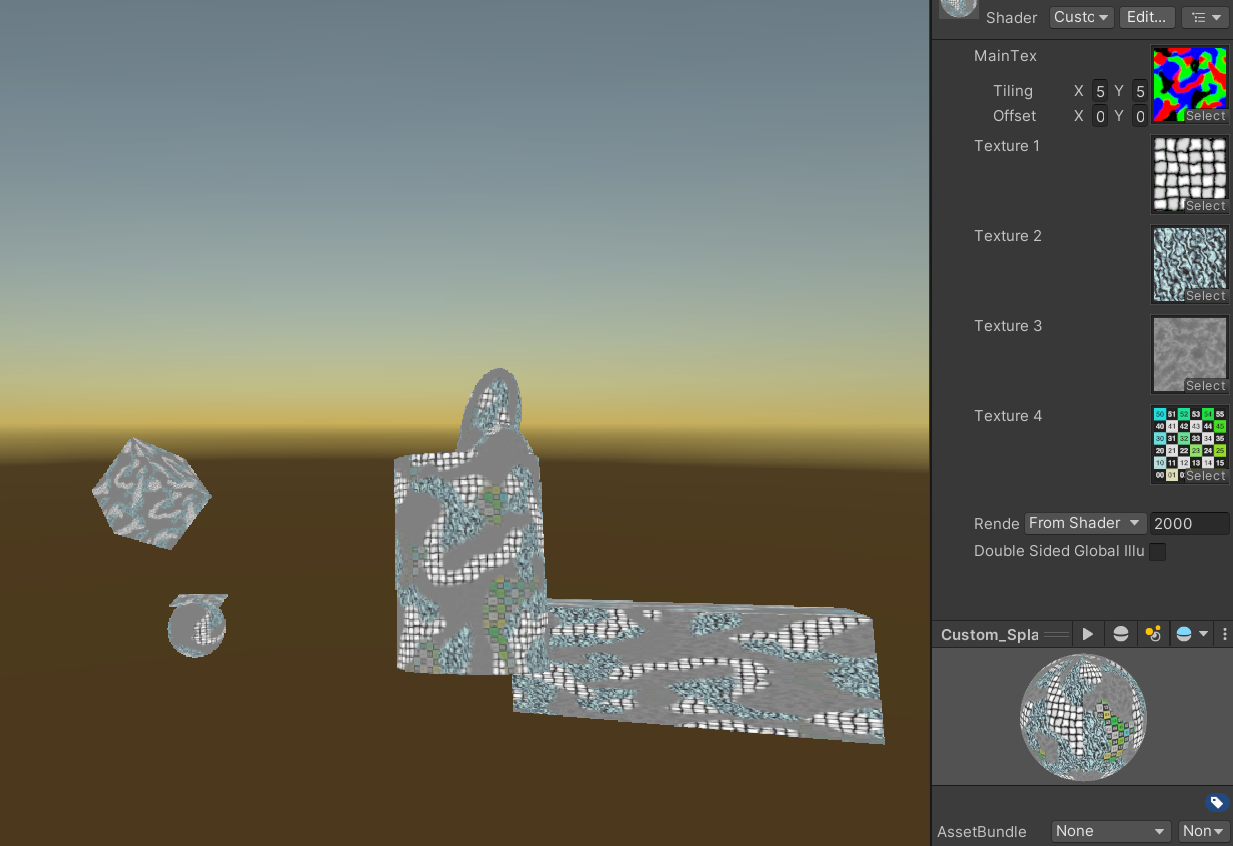 Shader Custc Edit...
MainTex
Tiling X 5 Y 5
Offset X 0 Y 0
Select
Texture 1
Select
Texture 2
Select
Texture 3
Select
Texture 4
50 51 52 53 54 55
40 41 42 43 44 45
30 31 32 33 34 35
20 21 22 23 24 25
10 11 12 13 14 15
00 01 0 Select
Rende From Shader 2000
Double Sided Global Illu
Custom_Spla
AssetBundle None Non